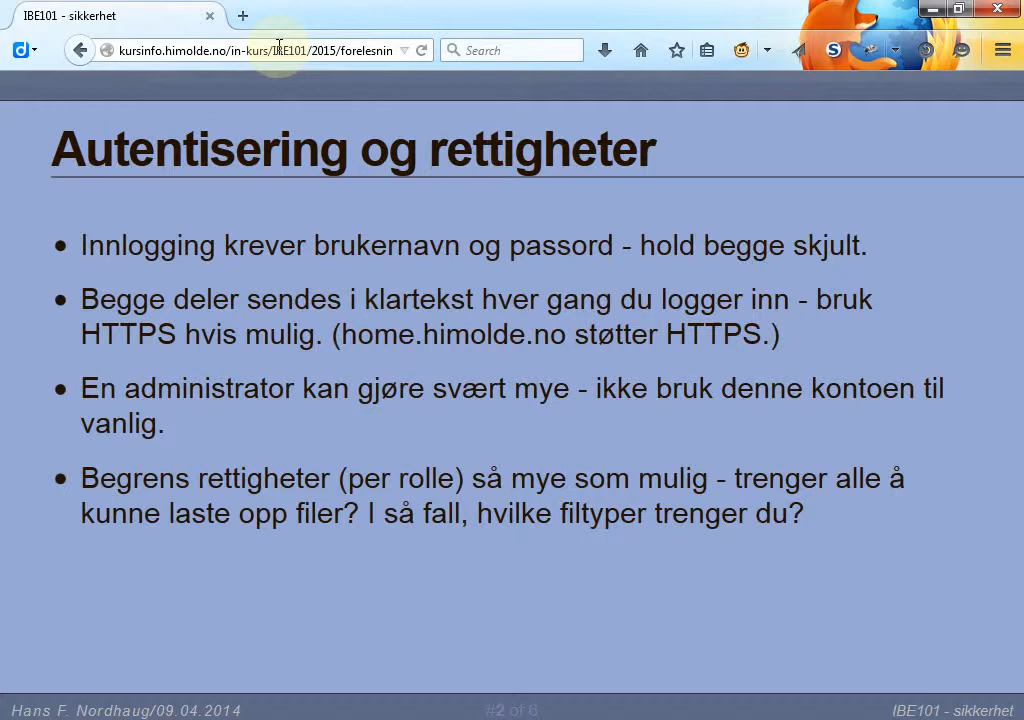 IBE101 - sikkerhet
kursinfo.himolde.no/in-kurs/IBE101/2015/forelesnin
Search
Autentisering og rettigheter
• Innlogging krever brukernavn og passord - hold begge skjult.
• Begge deler sendes i klartekst hver gang du logger inn - bruk
HTTPS hvis mulig. (home.himolde.no støtter HTTPS.)
• En administrator kan gjøre svært mye - ikke bruk denne kontoen til
vanlig.
• Begrens rettigheter (per rolle) så mye som mulig - trenger alle å
kunne laste opp filer? I så fall, hvilke filtyper trenger du?
Hans F. Nordhaug/09.04.2014
#2 of 6
IBE101 - sikkerhet